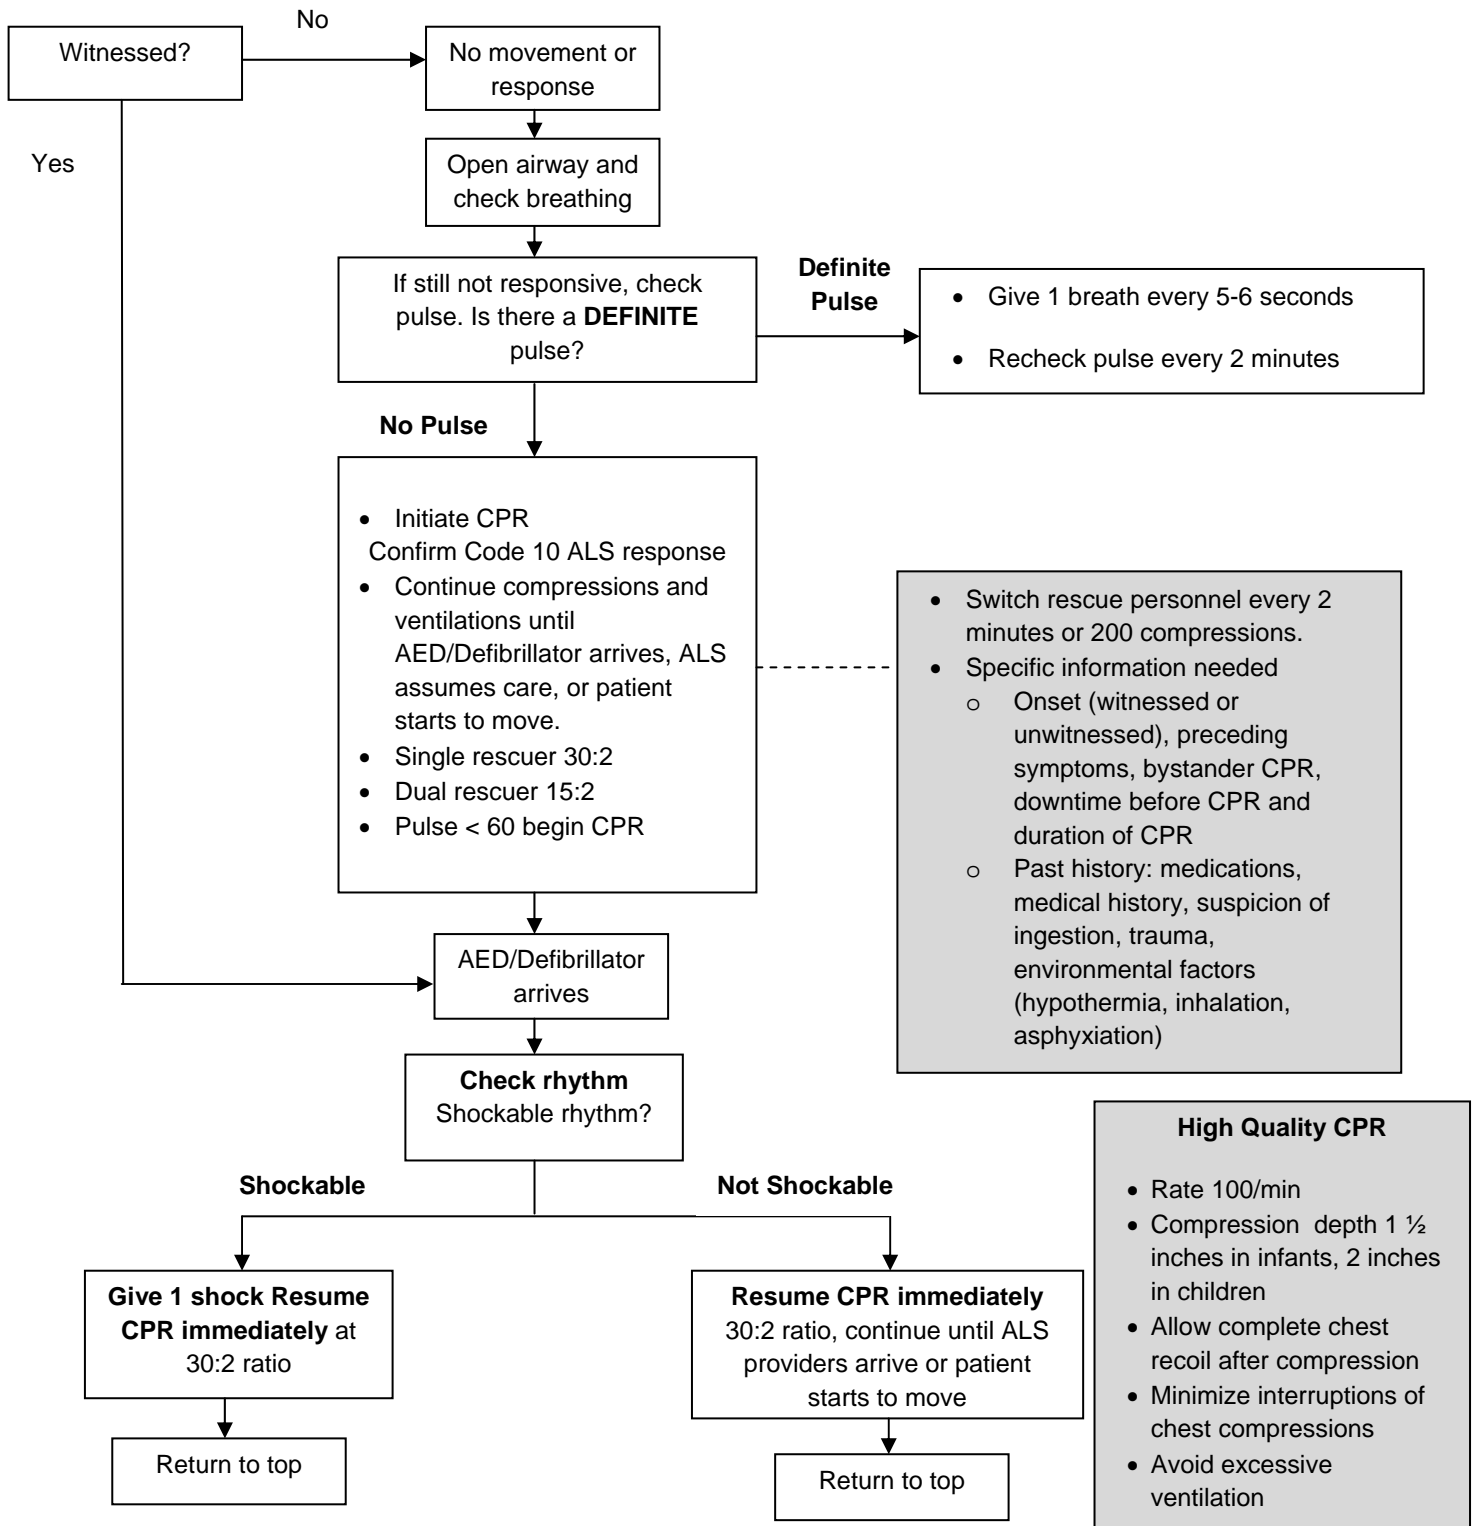 No
Witnessed?
No movement or
response
Yes
Open airway and
check breathing
If still not responsive, check
pulse. Is there a DEFINITE
pulse?
Definite
Pulse
• Give 1 breath every 5-6 seconds
• Recheck pulse every 2 minutes
No Pulse
• Initiate CPR
Confirm Code 10 ALS response
• Continue compressions and
ventilations until
AED/Defibrillator arrives, ALS
assumes care, or patient
starts to move.
• Single rescuer 30:2
• Dual rescuer 15:2
• Pulse < 60 begin CPR
• Switch rescue personnel every 2
minutes or 200 compressions.
• Specific information needed
o Onset (witnessed or
unwitnessed), preceding
symptoms, bystander CPR,
downtime before CPR and
duration of CPR
o Past history: medications,
medical history, suspicion of
ingestion, trauma,
environmental factors
(hypothermia, inhalation,
asphyxiation)
AED/Defibrillator
arrives
Check rhythm
Shockable rhythm?
Shockable
Not Shockable
Give 1 shock Resume
CPR immediately at
30:2 ratio
Return to top
Resume CPR immediately
30:2 ratio, continue until ALS
providers arrive or patient
starts to move
Return to top
High Quality CPR
• Rate 100/min
• Compression depth 1 ½
inches in infants, 2 inches
in children
• Allow complete chest
recoil after compression
• Minimize interruptions of
chest compressions
• Avoid excessive
ventilation